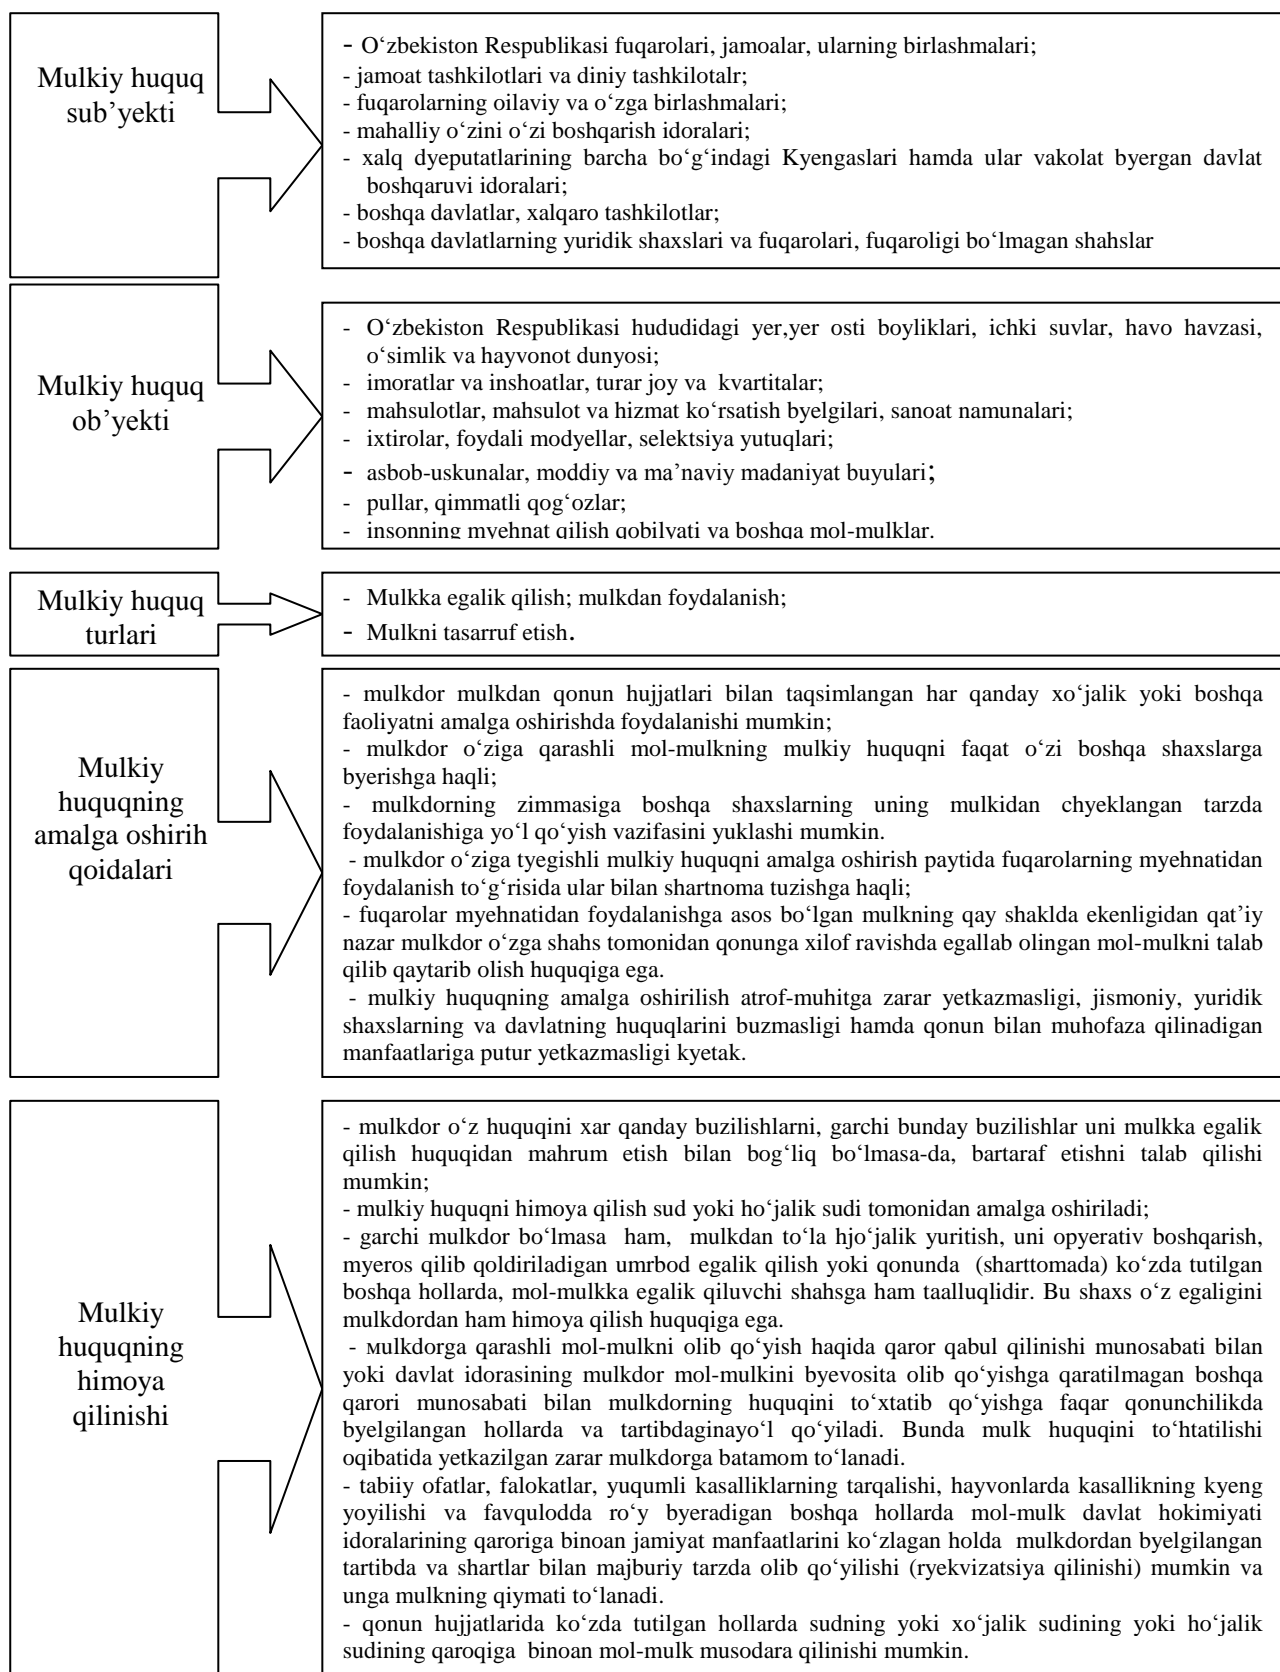 Mulkiy huquq
sub’yekti
- O‘zbekiston Respublikasi fuqarolari, jamoalar, ularning birlashmalari;
- jamoat tashkilotlari va diniy tashkilotalr;
- fuqarolarning oilaviy va o‘zga birlashmalari;
- mahalliy o‘zini o‘zi boshqarish idoralari;
- xalq dyeputatlarining barcha bo‘g‘indagi Kyengaslari hamda ular vakolat byergan davlat
boshqaruvi idoralari;
- boshqa davlatlar, xalqaro tashkilotlar;
- boshqa davlatlarning yuridik shaxslari va fuqarolari, fuqaroligi bo‘lmagan shahslar
Mulkiy huquq
ob’yekti
- O‘zbekiston Respublikasi hududidagi yer,yer osti boyliklari, ichki suvlar, havo havzasi,
o‘simlik va hayvonot dunyosi;
- imoratlar va inshoatlar, turar joy va kvartitalar;
- mahsulotlar, mahsulot va hizmat ko‘rsatish byelgilari, sanoat namunalari;
- ixtirolar, foydali modyellar, selektsiya yutuqlari;
- asbob-uskunalar, moddiy va ma’naviy madaniyat buyulari;
- pullar, qimmatli qog‘ozlar;
- insonning myehnat qilish qobilyati va boshqa mol-mulklar.
Mulkiy huquq
turlari
- Mulkka egalik qilish; mulkdan foydalanish;
- Mulkni tasarruf etish.
Mulkiy
huquqning
amalga oshirih
qoidalari
- mulkdor mulkdan qonun hujjatlari bilan taqsimlangan har qanday xo‘jalik yoki boshqa
faoliyatni amalga oshirishda foydalanishi mumkin;
- mulkdor o‘ziga qarashli mol-mulkning mulkiy huquqni faqat o‘zi boshqa shaxslarga
byerishga haqli;
- mulkdorning zimmasiga boshqa shaxslarning uning mulkidan chyeklangan tarzda
foydalanishiga yo‘l qo‘yish vazifasini yuklashi mumkin.
- mulkdor o‘ziga tyegishli mulkiy huquqni amalga oshirish paytida fuqarolarning myehnatidan
foydalanish to‘g‘risida ular bilan shartnoma tuzishga haqli;
- fuqarolar myehnatidan foydalanishga asos bo‘lgan mulkning qay shaklda ekenligidan qat’iy
nazar mulkdor o‘zga shahs tomonidan qonunga xilof ravishda egallab olingan mol-mulkni talab
qilib qaytarib olish huquqiga ega.
- mulkiy huquqning amalga oshirilish atrof-muhitga zarar yetkazmasligi, jismoniy, yuridik
shaxslarning va davlatning huquqlarini buzmasligi hamda qonun bilan muhofaza qilinadigan
manfaatlariga putur yetkazmasligi kyetak.
Mulkiy
huquqning
himoya
qilinishi
- mulkdor o‘z huquqini xar qanday buzilishlarni, garchi bunday buzilishlar uni mulkka egalik
qilish huquqidan mahrum etish bilan bog‘liq bo‘lmasa-da, bartaraf etishni talab qilishi
mumkin;
- mulkiy huquqni himoya qilish sud yoki ho‘jalik sudi tomonidan amalga oshiriladi;
- garchi mulkdor bo‘lmasa ham, mulkdan to‘la hjo‘jalik yuritish, uni opyerativ boshqarish,
myeros qilib qoldiriladigan umrbod egalik qilish yoki qonunda (sharttomada) ko‘zda tutilgan
boshqa hollarda, mol-mulkka egalik qiluvchi shahsga ham taalluqlidir. Bu shaxs o‘z egaligini
mulkdordan ham himoya qilish huquqiga ega.
- мulkdorga qarashli mol-mulkni olib qo‘yish haqida qaror qabul qilinishi munosabati bilan
yoki davlat idorasining mulkdor mol-mulkini byevosita olib qo‘yishga qaratilmagan boshqa
qarori munosabati bilan mulkdorning huquqini to‘xtatib qo‘yishga faqar qonunchilikda
byelgilangan hollarda va tartibdaginayo‘l qo‘yiladi. Bunda mulk huquqini to‘htatilishi
oqibatida yetkazilgan zarar mulkdorga batamom to‘lanadi.
- tabiiy ofatlar, falokatlar, yuqumli kasalliklarning tarqalishi, hayvonlarda kasallikning kyeng
yoyilishi va favqulodda ro‘y byeradigan boshqa hollarda mol-mulk davlat hokimiyati
idoralarining qaroriga binoan jamiyat manfaatlarini ko‘zlagan holda mulkdordan byelgilangan
tartibda va shartlar bilan majburiy tarzda olib qo‘yilishi (ryekvizatsiya qilinishi) mumkin va
unga mulkning qiymati to‘lanadi.
- qonun hujjatlarida ko‘zda tutilgan hollarda sudning yoki xo‘jalik sudining yoki ho‘jalik
sudining qaroqiga binoan mol-mulk musodara qilinishi mumkin.